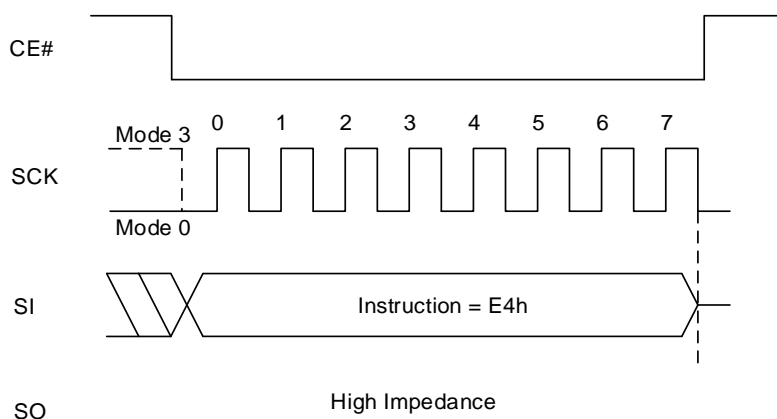 CE#
0 1 2 3 4 5 6 7
Mode 3
SCK
Mode 0
SI
Instruction = E4h
SO
High Impedance